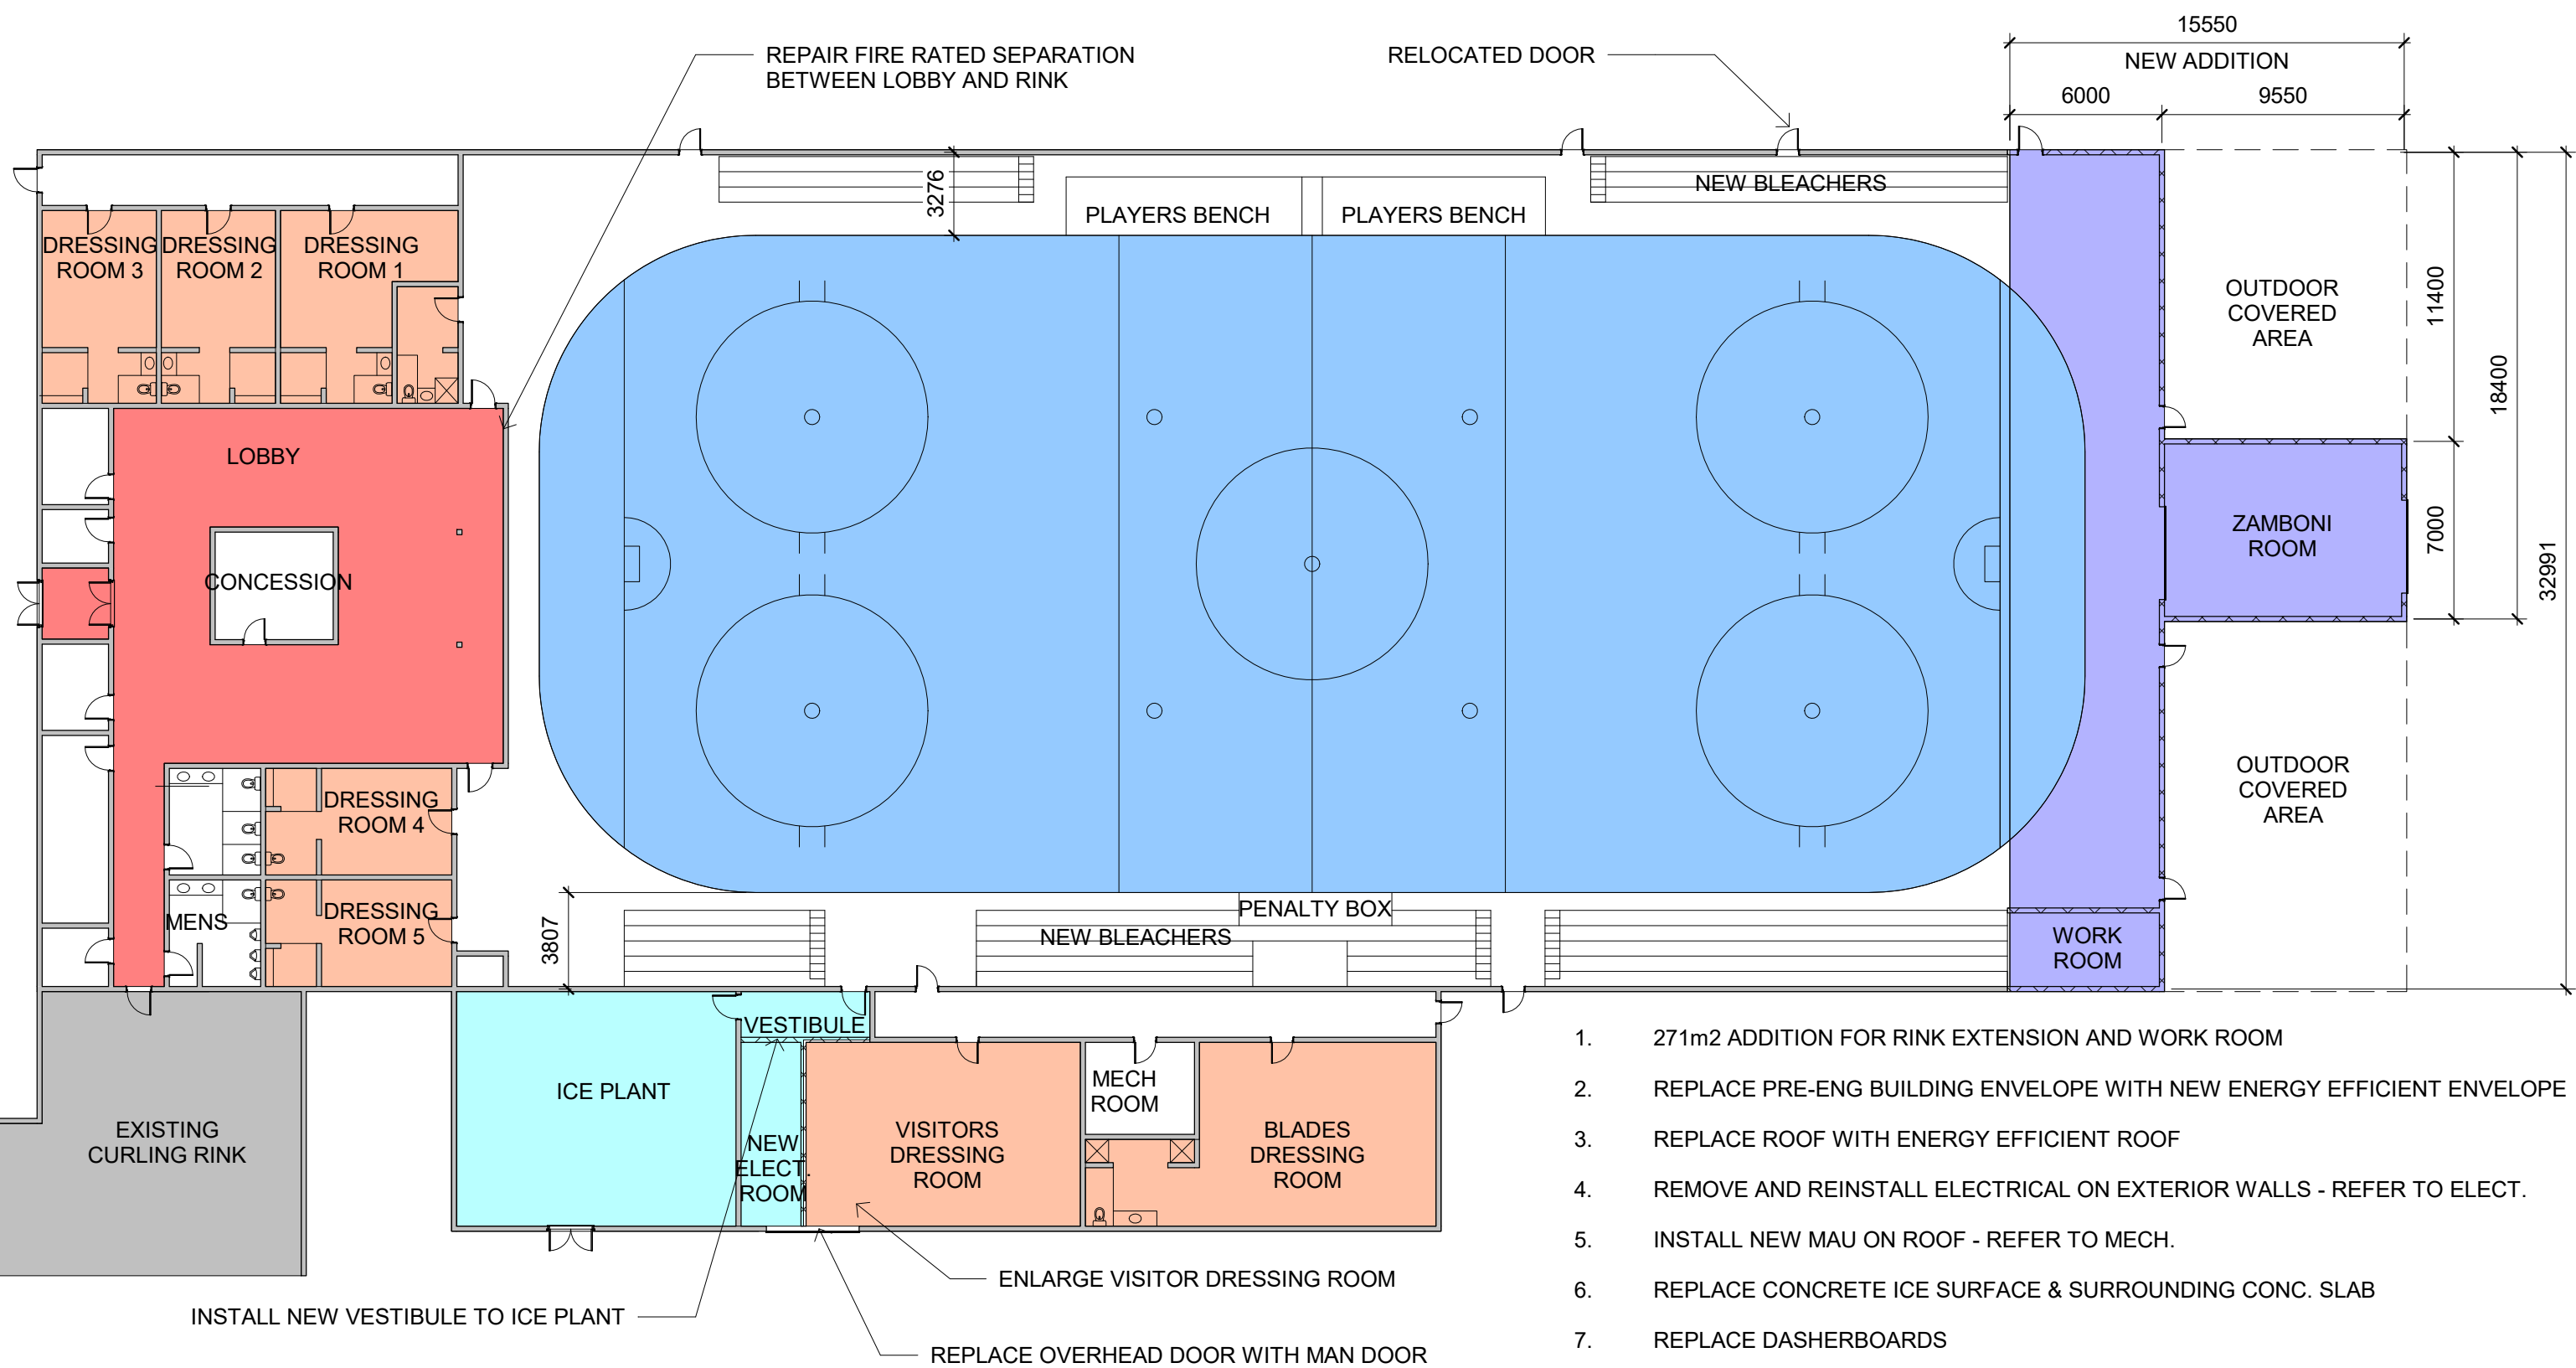 15550
NEW ADDITION
6000
9550
REPAIR FIRE RATED SEPARATION
BETWEEN LOBBY AND RINK
RELOCATED DOOR
3276
NEW BLEACHERS
PLAYERS BENCH
PLAYERS BENCH
DRESSING
ROOM 3
DRESSING
ROOM 2
DRESSING
ROOM 1
OUTDOOR
COVERED
AREA
11400
18400
LOBBY
CONCESSION
ZAMBONI
ROOM
7000
32991
DRESSING
ROOM 4
OUTDOOR
COVERED
AREA
MENS
DRESSING
ROOM 5
3807
PENALTY BOX
NEW BLEACHERS
WORK
ROOM
VESTIBULE
ICE PLANT
NEW
ELECT.
ROOM
VISITORS
DRESSING
ROOM
MECH
ROOM
BLADES
DRESSING
ROOM
EXISTING
CURLING RINK
ENLARGE VISITOR DRESSING ROOM
INSTALL NEW VESTIBULE TO ICE PLANT
REPLACE OVERHEAD DOOR WITH MAN DOOR
1. 271m2 ADDITION FOR RINK EXTENSION AND WORK ROOM
2. REPLACE PRE-ENG BUILDING ENVELOPE WITH NEW ENERGY EFFICIENT ENVELOPE
3. REPLACE ROOF WITH ENERGY EFFICIENT ROOF
4. REMOVE AND REINSTALL ELECTRICAL ON EXTERIOR WALLS - REFER TO ELECT.
5. INSTALL NEW MAU ON ROOF - REFER TO MECH.
6. REPLACE CONCRETE ICE SURFACE & SURROUNDING CONC. SLAB
7. REPLACE DASHERBOARDS